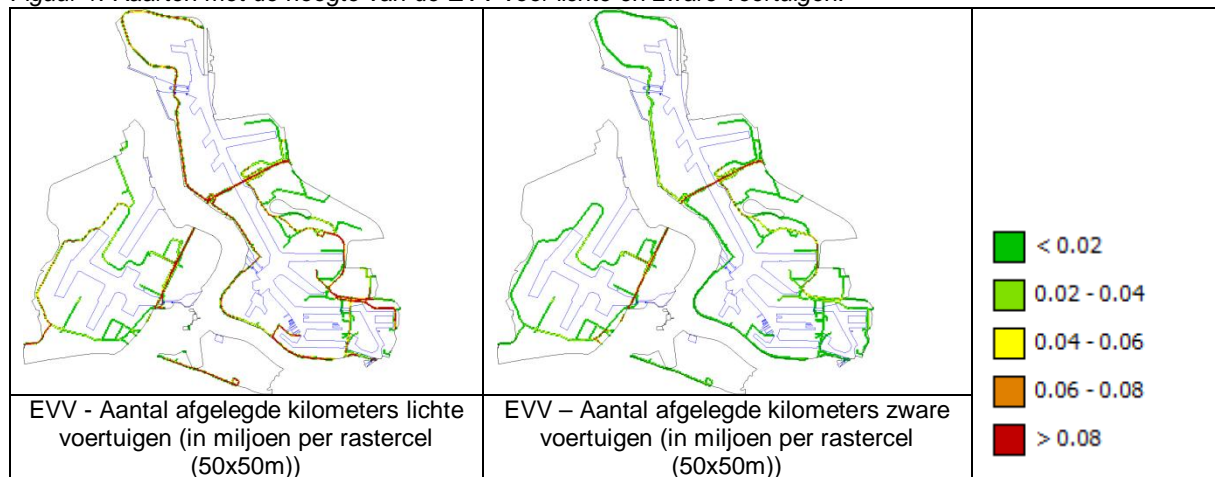 Figuur 4: Kaarten met de hoogte van de EVV voor lichte en zware voertuigen.
EVV - Aantal afgelegde kilometers lichte
voertuigen (in miljoen per rastercel
(50x50m))
EVV – Aantal afgelegde kilometers zware
voertuigen (in miljoen per rastercel
(50x50m))
< 0.02
0.02 - 0.04
0.04 - 0.06
0.06 - 0.08
> 0.08